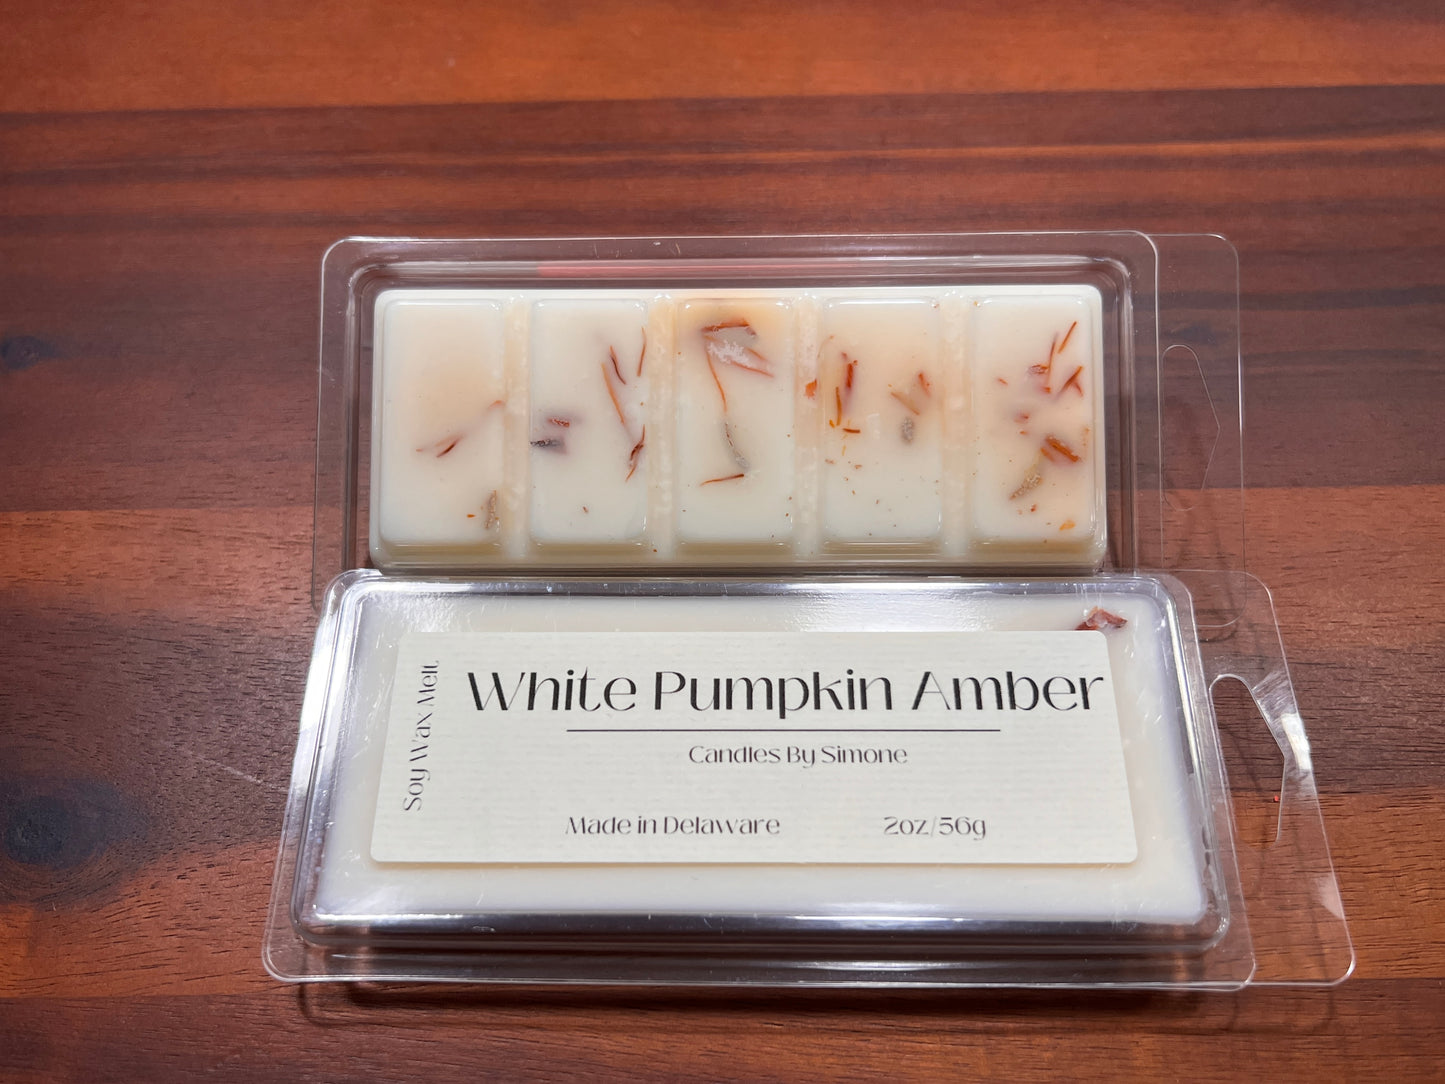 Soy Wax Melt
White Pumpkin Amber
Candles By Simone
Made in Delaware 2oz/56g